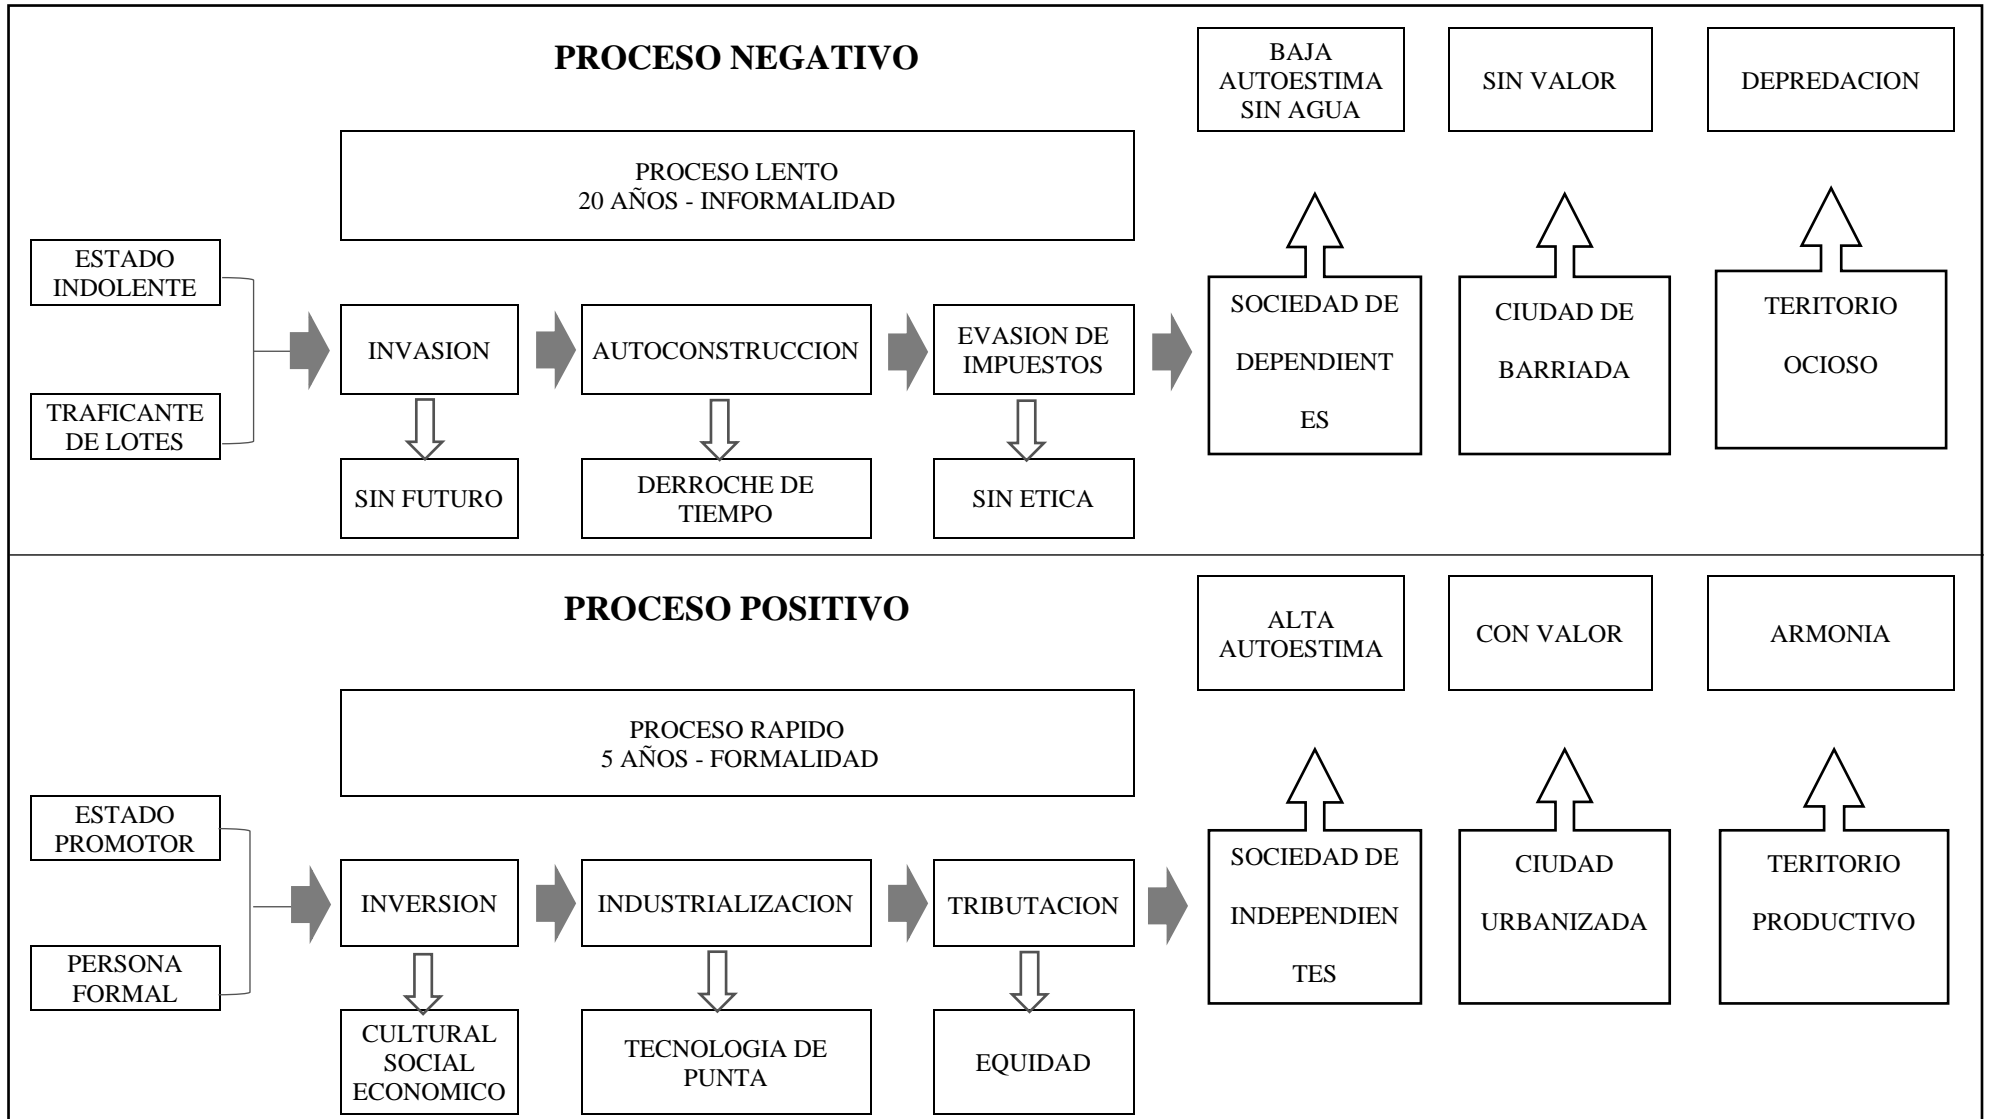 PROCESO NEGATIVO
BAJA
AUTOESTIMA
SIN AGUA
SIN VALOR
DEPREDACION
PROCESO LENTO
20 AÑOS - INFORMALIDAD
ESTADO
INDOLENTE
TRAFICANTE
DE LOTES
INVASION
AUTOCONSTRUCCION
EVASION DE
IMPUESTOS
SOCIEDAD DE
DEPENDIENT
ES
CIUDAD DE
BARRIADA
TERITORIO
OCIOSO
SIN FUTURO
DERROCHE DE
TIEMPO
SIN ETICA
PROCESO POSITIVO
ALTA
AUTOESTIMA
CON VALOR
ARMONIA
PROCESO RAPIDO
5 AÑOS - FORMALIDAD
ESTADO
PROMOTOR
PERSONA
FORMAL
INVERSION
INDUSTRIALIZACION
TRIBUTACION
SOCIEDAD DE
INDEPENDIEN
TES
CIUDAD
URBANIZADA
TERITORIO
PRODUCTIVO
CULTURAL
SOCIAL
ECONOMICO
TECNOLOGIA DE
PUNTA
EQUIDAD